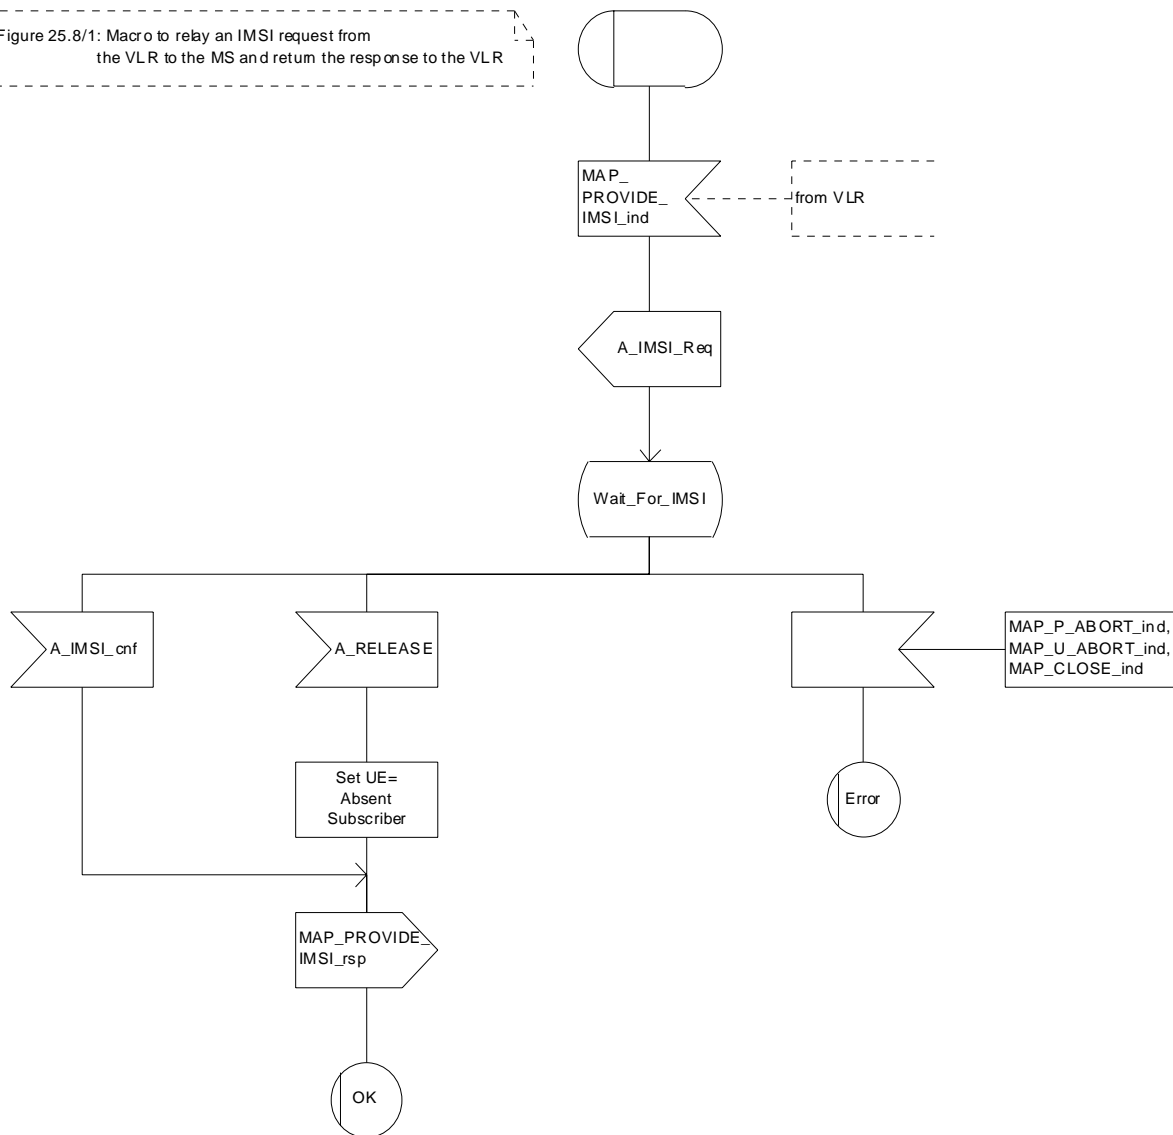 Figure 25.8/1: Macro to relay an IMSI request from
the VLR to the MS and return the response to the VLR
MAP_
PROVIDE_
IMSI_ind
from VLR
A_IMSI_Req
Wait_For_IMSI
A_IMSI_cnf
A_RELEASE
MAP_P_ABORT_ind,
MAP_U_ABORT_ind,
MAP_CLOSE_ind
Set UE=
Absent
Subscriber
Error
MAP_PROVIDE_
IMSI_rsp
OK